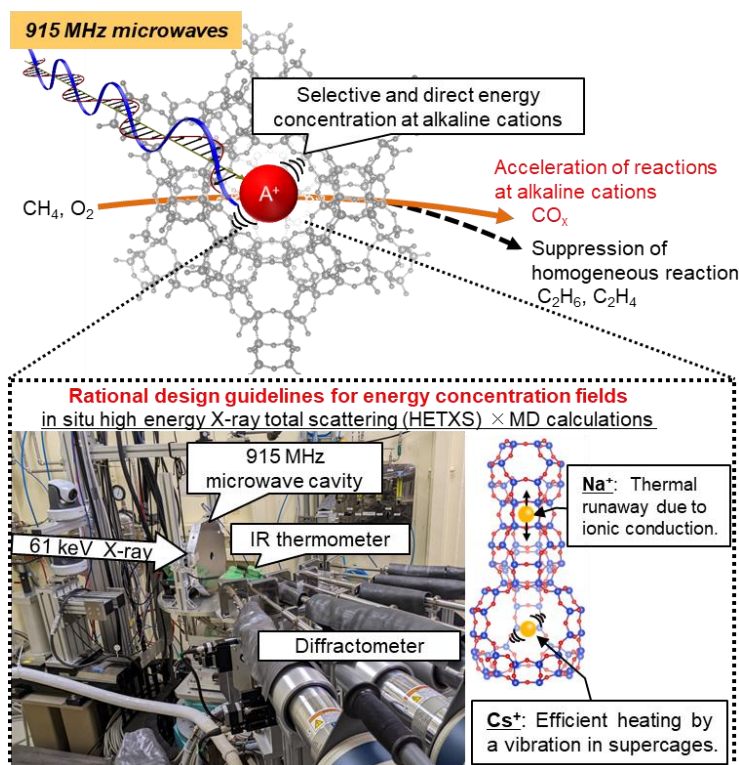 915 MHz microwaves
Selective and direct energy
concentration at alkaline cations
A⁺
CH₄, O₂
Acceleration of reactions
at alkaline cations
COₓ
Suppression of
homogeneous reaction
C₂H₆, C₂H₄
Rational design guidelines for energy concentration fields
in situ high energy X-ray total scattering (HETXS) ×MD calculations
915 MHz
microwave cavity
61 keV X-ray
IR thermometer
Diffractometer
Na⁺: Thermal
runaway due to
ionic conduction.
Cs⁺: Efficient heating by
a vibration in supercages.